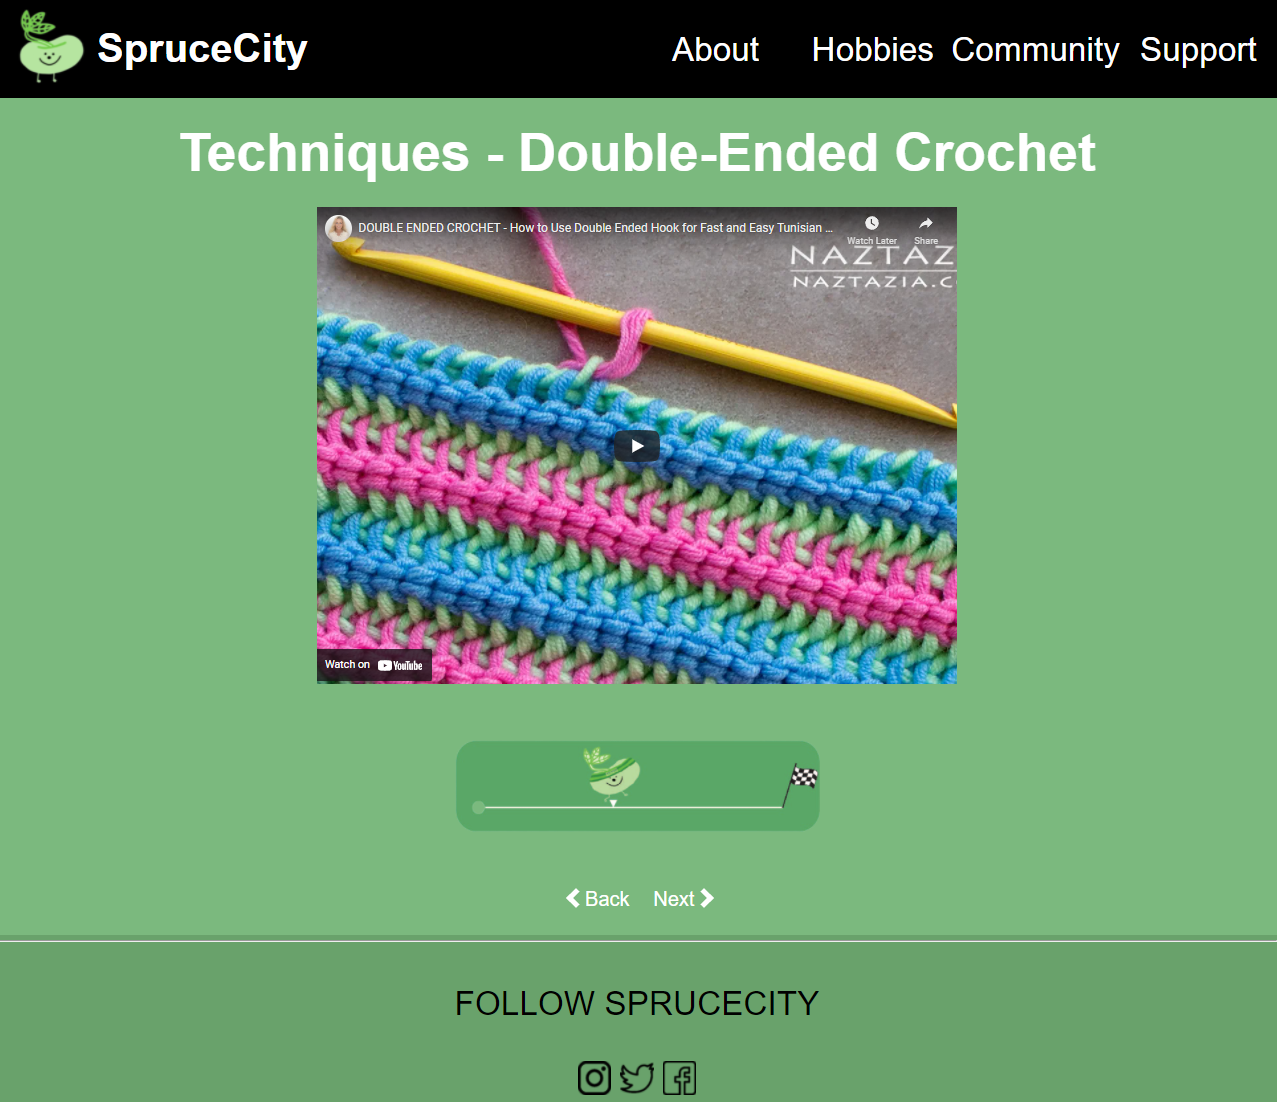 SpruceCity
About Hobbies Community Support
Techniques - Double-Ended Crochet
DOUBLE ENDED CROCHET - How to Use Double Ended Hook for Fast and Easy Tunisian ...
Watch Later Share
NAZTAZ
NAZTAZIA.C
Watch on YouTube
Back Next
FOLLOW SPRUCECITY